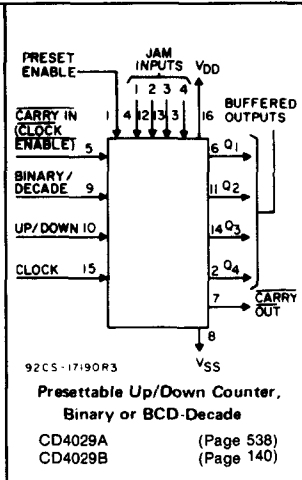 PRESET
ENABLE
JAM
INPUTS
1 2 3 4
VDD
BUFFERED
OUTPUTS
1 4 12 13 3 16
CARRY IN
(CLOCK
ENABLE) 5
6 Q1
BINARY/
DECADE 9
11 Q2
UP/DOWN 10
14 Q3
CLOCK 15
2 Q4
7
CARRY
OUT
8
VSS
92CS-17190R3
Presettable Up/Down Counter,
Binary or BCD-Decade
CD4029A (Page 538)
CD4029B (Page 140)